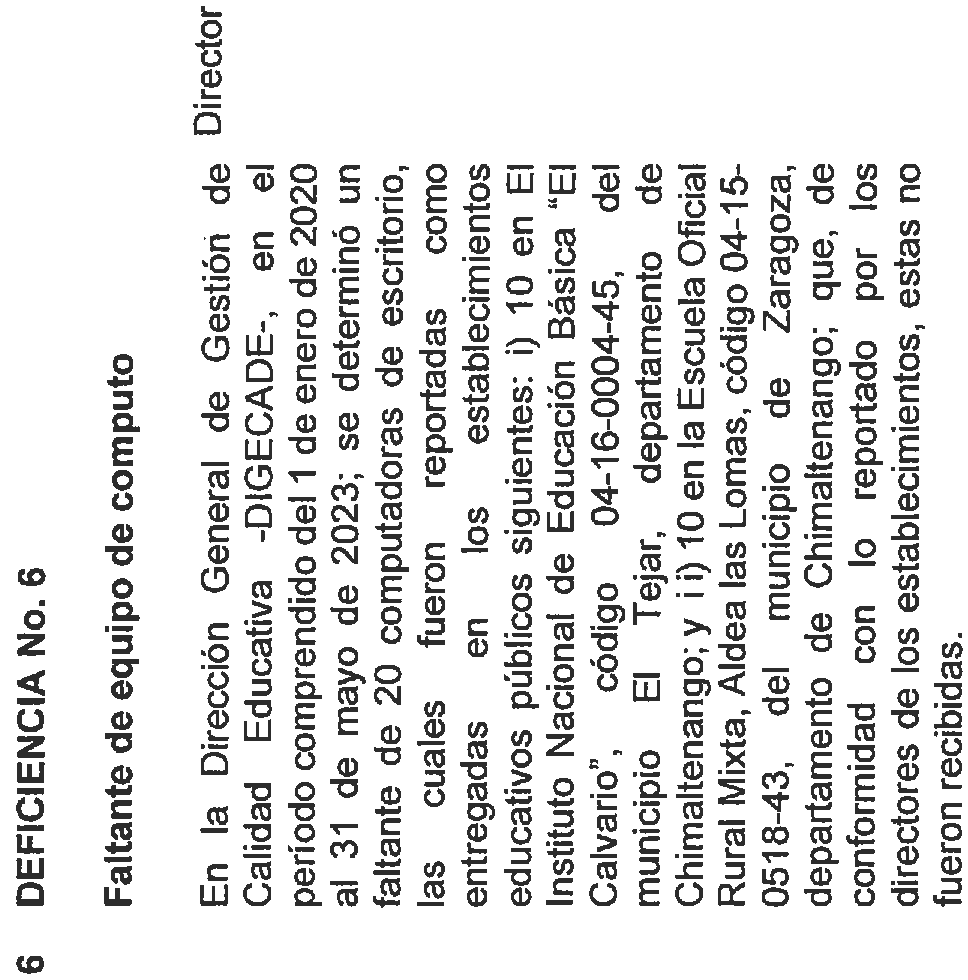 6 DEFICIENCIA No. 6
Faltante de equipo de computo
En la Dirección General de Gestión de Director
Calidad Educativa -DIGECADE-, en el
período comprendido del 1 de enero de 2020
al 31 de mayo de 2023; se determinó un
faltante de 20 computadoras de escritorio,
las cuales fueron reportadas como
entregadas en los establecimientos
educativos públicos siguientes: i) 10 en El
Instituto Nacional de Educación Básica “El
Calvario”, código 04-16-0004-45, del
municipio El Tejar, departamento de
Chimaltenango; y i i) 10 en la Escuela Oficial
Rural Mixta, Aldea las Lomas, código 04-15-
0518-43, del municipio de Zaragoza,
departamento de Chimaltenango; que, de
conformidad con lo reportado por los
directores de los establecimientos, estas no
fueron recibidas.